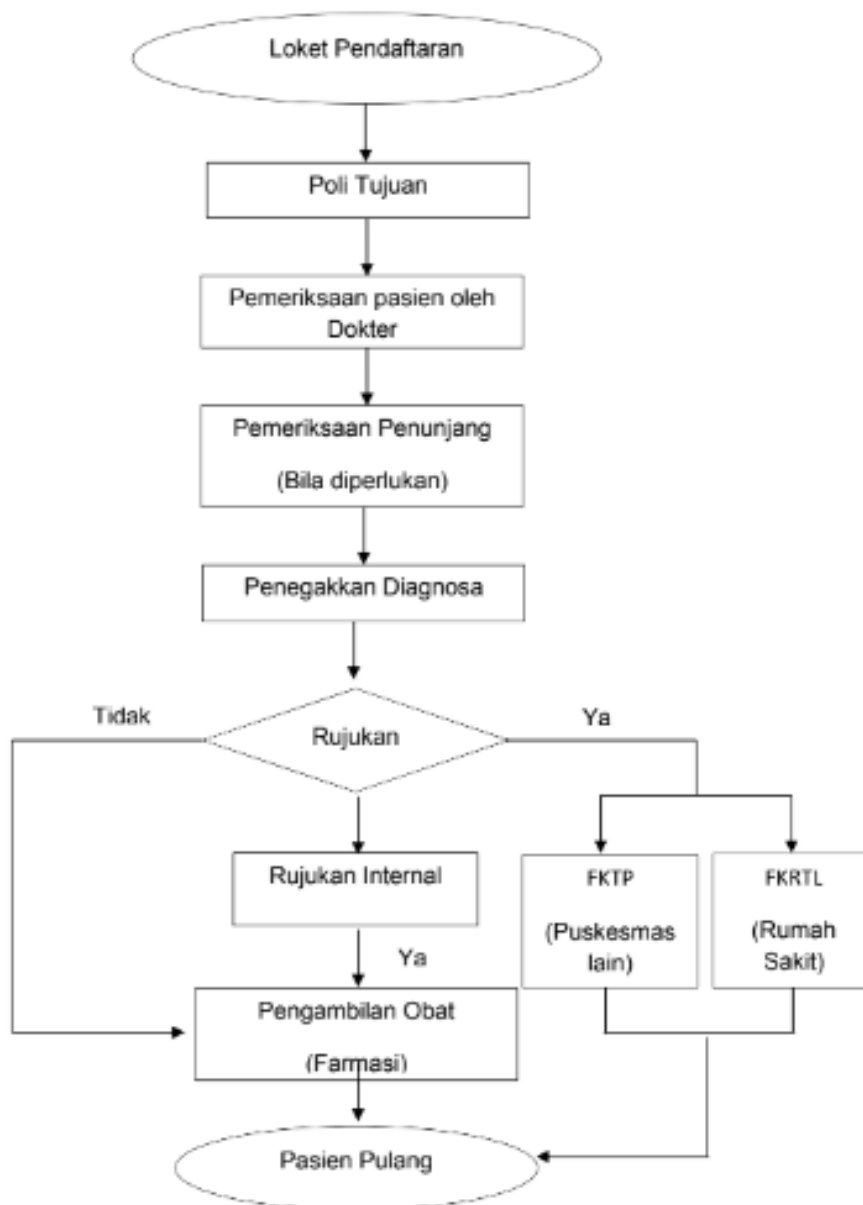 Loket Pendaftaran
Poli Tujuan
Pemeriksaan pasien oleh
Dokter
Pemeriksaan Penunjang
(Bila diperlukan)
Penegakkan Diagnosa
Tidak
Rujukan
Ya
Rujukan Internal
FKTP
(Puskesmas
lain)
FKRTL
(Rumah
Sakit)
Ya
Pengambilan Obat
(Farmasi)
Pasien Pulang